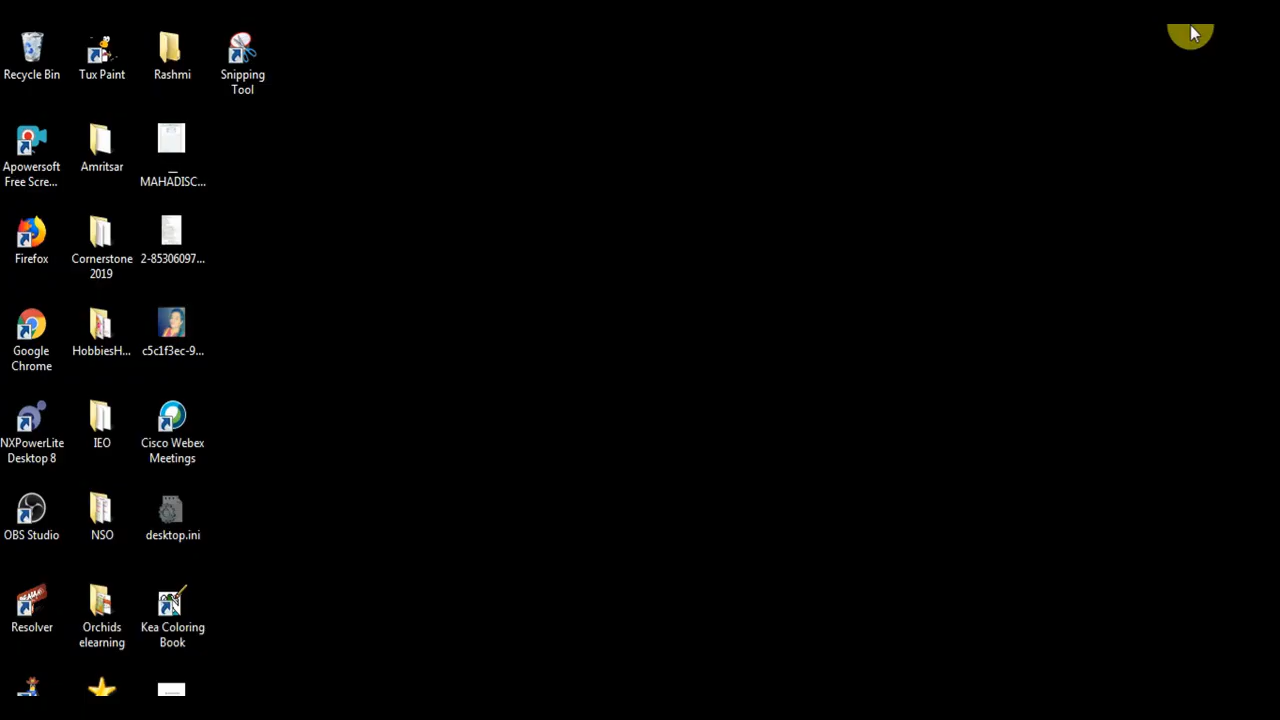 Recycle Bin
Tux Paint
Rashmi
Snipping
Tool
Apowersoft
Free Scre...
Amritsar
_
MAHADISC...
Firefox
Cornerstone
2019
2-85306097...
Google
Chrome
HobbiesH...
c5c1f3ec-9...
NXPowerLite
Desktop 8
IEO
Cisco Webex
Meetings
OBS Studio
NSO
desktop.ini
Resolver
Orchids
elearning
Kea Coloring
Book